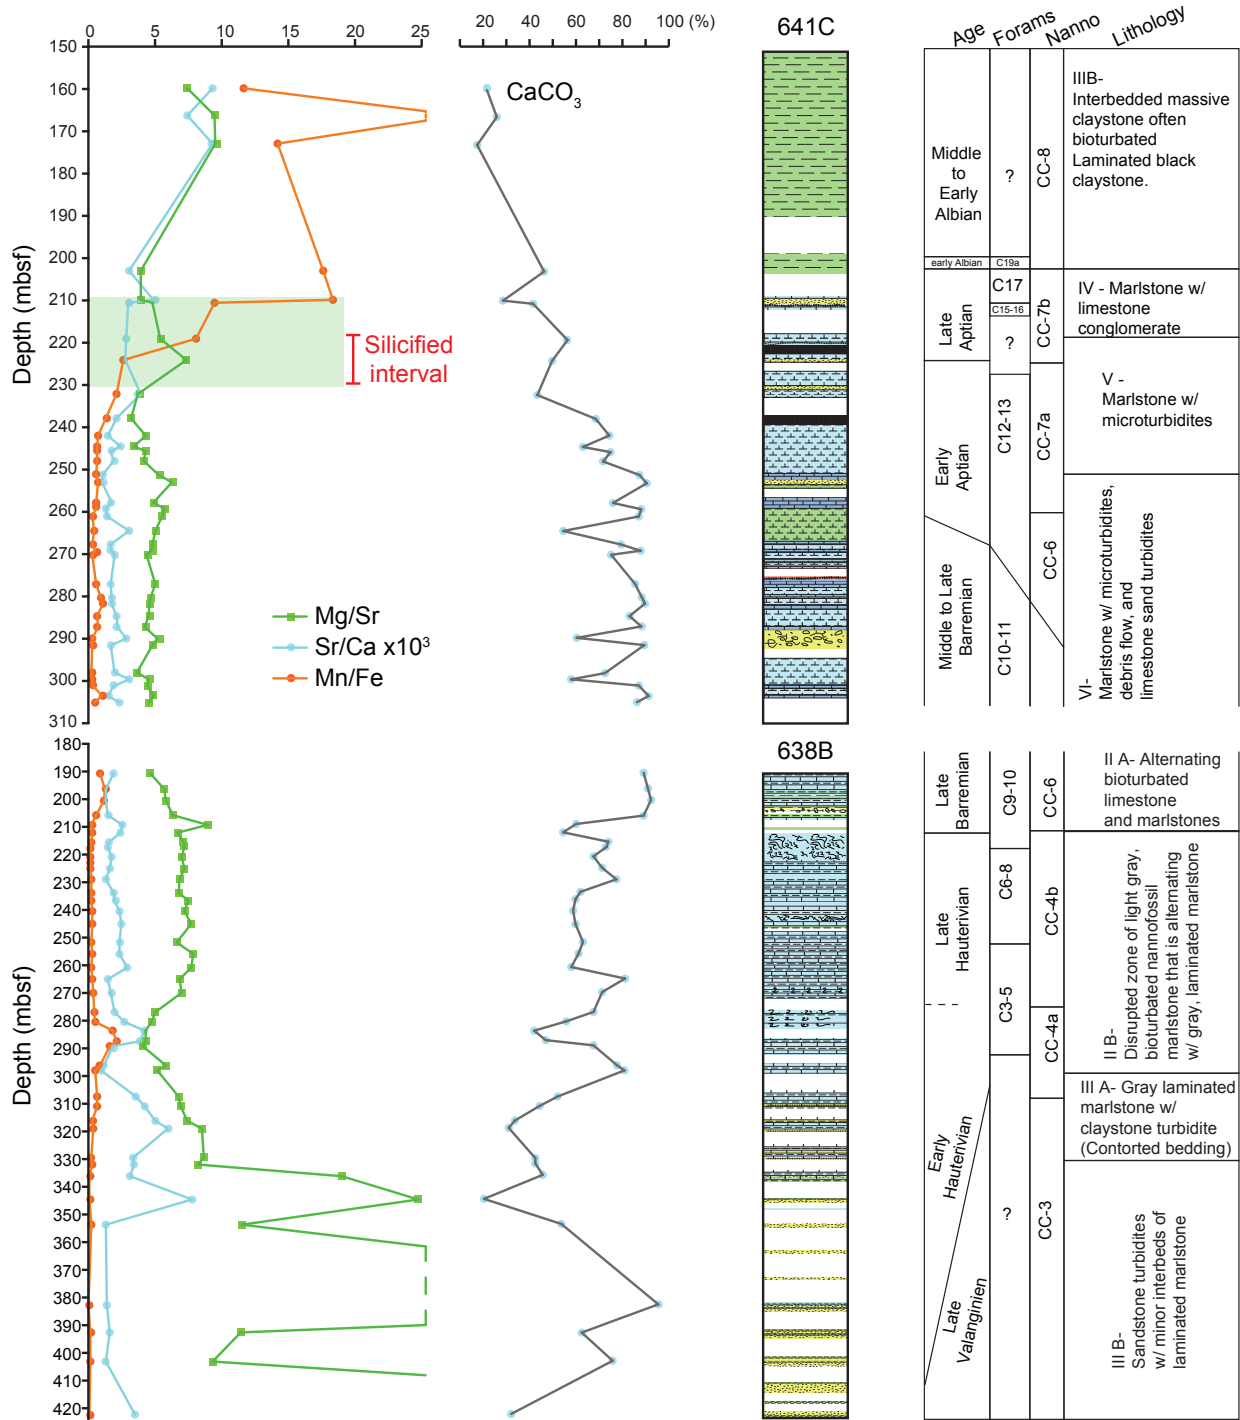 0
5
10
15
20
25
20
40
60
80
100 (%)
641C
Age
Forams
Nanno
Lithology
150
160
170
180
190
200
210
220
230
240
250
260
270
280
290
300
310
Depth (mbsf)
CaCO3
Silicified
interval
Mg/Sr
Sr/Ca x10³
Mn/Fe
Middle
to
Early
Albian
early Albian
Late
Aptian
Early
Aptian
Middle to Late
Barremian
?
C19a
C17
C15-16
?
C12-13
C10-11
CC-8
CC-7b
CC-7a
CC-6
IIIB-
Interbedded massive
claystone often
bioturbated
Laminated black
claystone.
IV - Marlstone w/
limestone
conglomerate
V -
Marlstone w/
microturbidites
VI-
Marlstone w/ microturbidites,
debris flow, and
limestone sand turbidites
638B
180
190
200
210
220
230
240
250
260
270
280
290
300
310
320
330
340
350
360
370
380
390
400
410
420
Depth (mbsf)
Late
Barremian
Late
Hauterivian
Early
Hauterivian
Late
Valanginien
C9-10
C6-8
C3-5
?
CC-6
CC-4b
CC-4a
CC-3
II A- Alternating
bioturbated
limestone
and marlstones
II B-
Disrupted zone of light gray,
bioturbated nannofossil
marlstone that is alternating
w/ gray, laminated marlstone
III A- Gray laminated
marlstone w/
claystone turbidite
(Contorted bedding)
III B-
Sandstone turbidites
w/ minor interbeds of
laminated marlstone